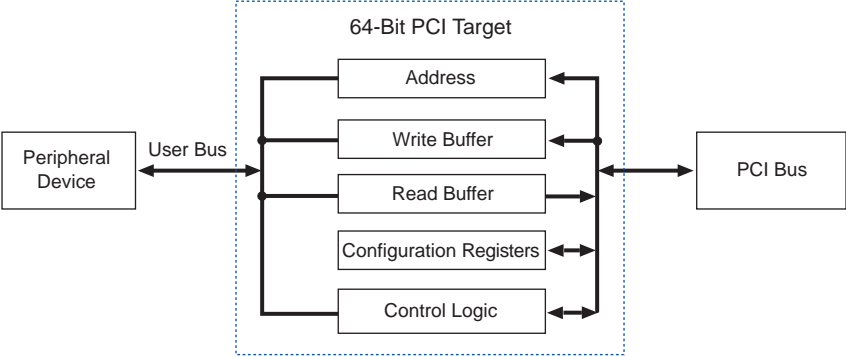 64-Bit PCI Target
Address
Write Buffer
User Bus
Peripheral
Device
Read Buffer
PCI Bus
Configuration Registers
Control Logic